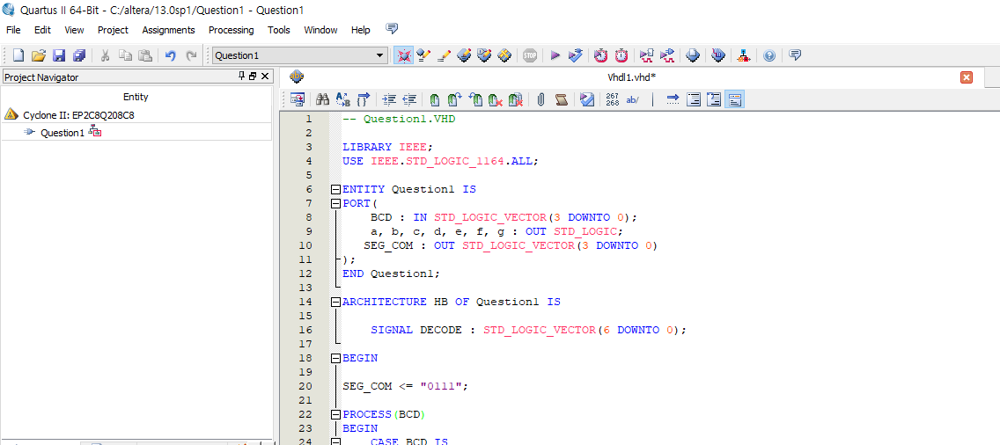 Quartus II 64-Bit - C:/altera/13.0sp1/Question1 - Question1
File Edit View Project Assignments Processing Tools Window Help
Question1
Project Navigator
Vhdl1.vhd*
Entity
Cyclone II: EP2C8Q208C8
Question1
267
268
ab/
1 -- Question1.VHD
2
3 LIBRARY IEEE;
4 USE IEEE.STD_LOGIC_1164.ALL;
5
6 ENTITY Question1 IS
7 PORT(
8 BCD : IN STD_LOGIC_VECTOR(3 DOWNTO 0);
9 a, b, c, d, e, f, g : OUT STD_LOGIC;
10 SEG_COM : OUT STD_LOGIC_VECTOR(3 DOWNTO 0)
11 );
12 END Question1;
13
14 ARCHITECTURE HB OF Question1 IS
15
16 SIGNAL DECODE : STD_LOGIC_VECTOR(6 DOWNTO 0);
17
18 BEGIN
19
20 SEG_COM <= "0111";
21
22 PROCESS(BCD)
23 BEGIN
24 CASE BCD IS